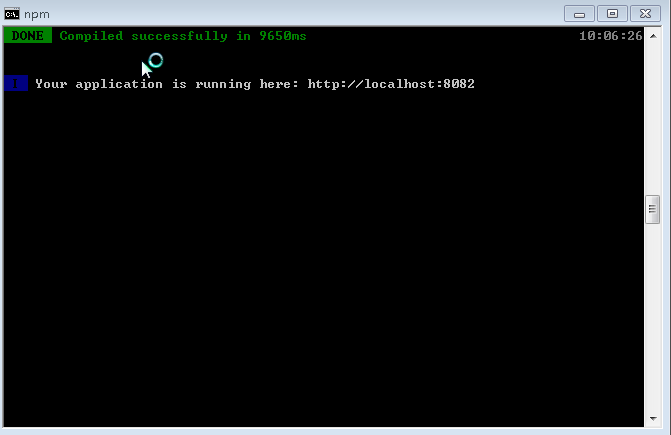 npm
DONE Compiled successfully in 9650ms 10:06:26
I Your application is running here: http://localhost:8082